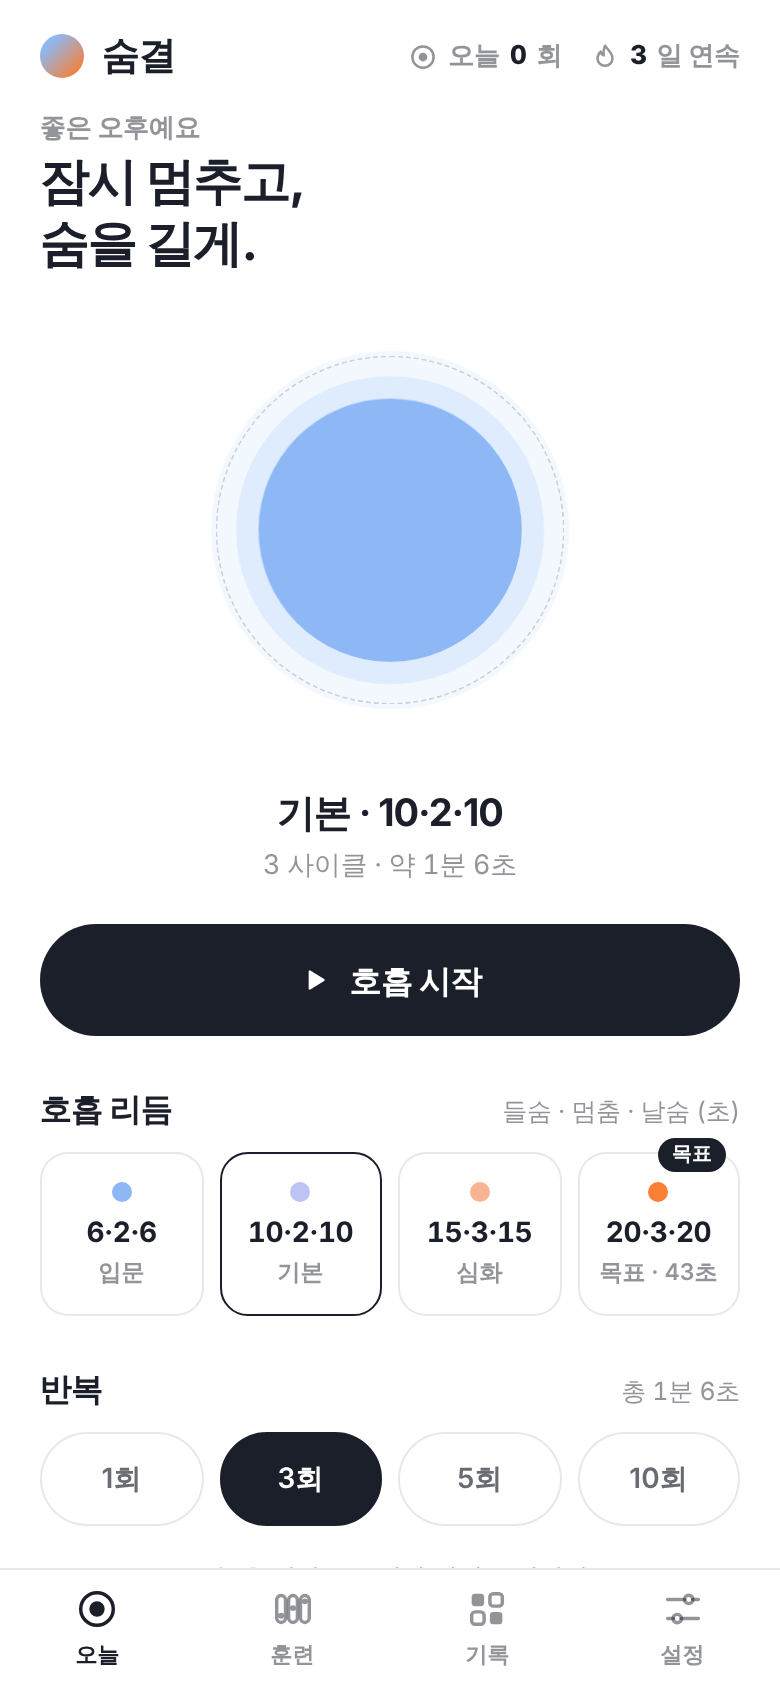 숨결
오늘 0 회
3 일 연속
좋은 오후예요
잠시 멈추고,
숨을 길게.
기본 · 10·2·10
3 사이클 · 약 1분 6초
호흡 시작
호흡 리듬
들숨 · 멈춤 · 날숨 (초)
6·2·6
입문
10·2·10
기본
15·3·15
심화
목표
20·3·20
목표 · 43초
반복
총 1분 6초
1회
3회
5회
10회
오늘
훈련
기록
설정